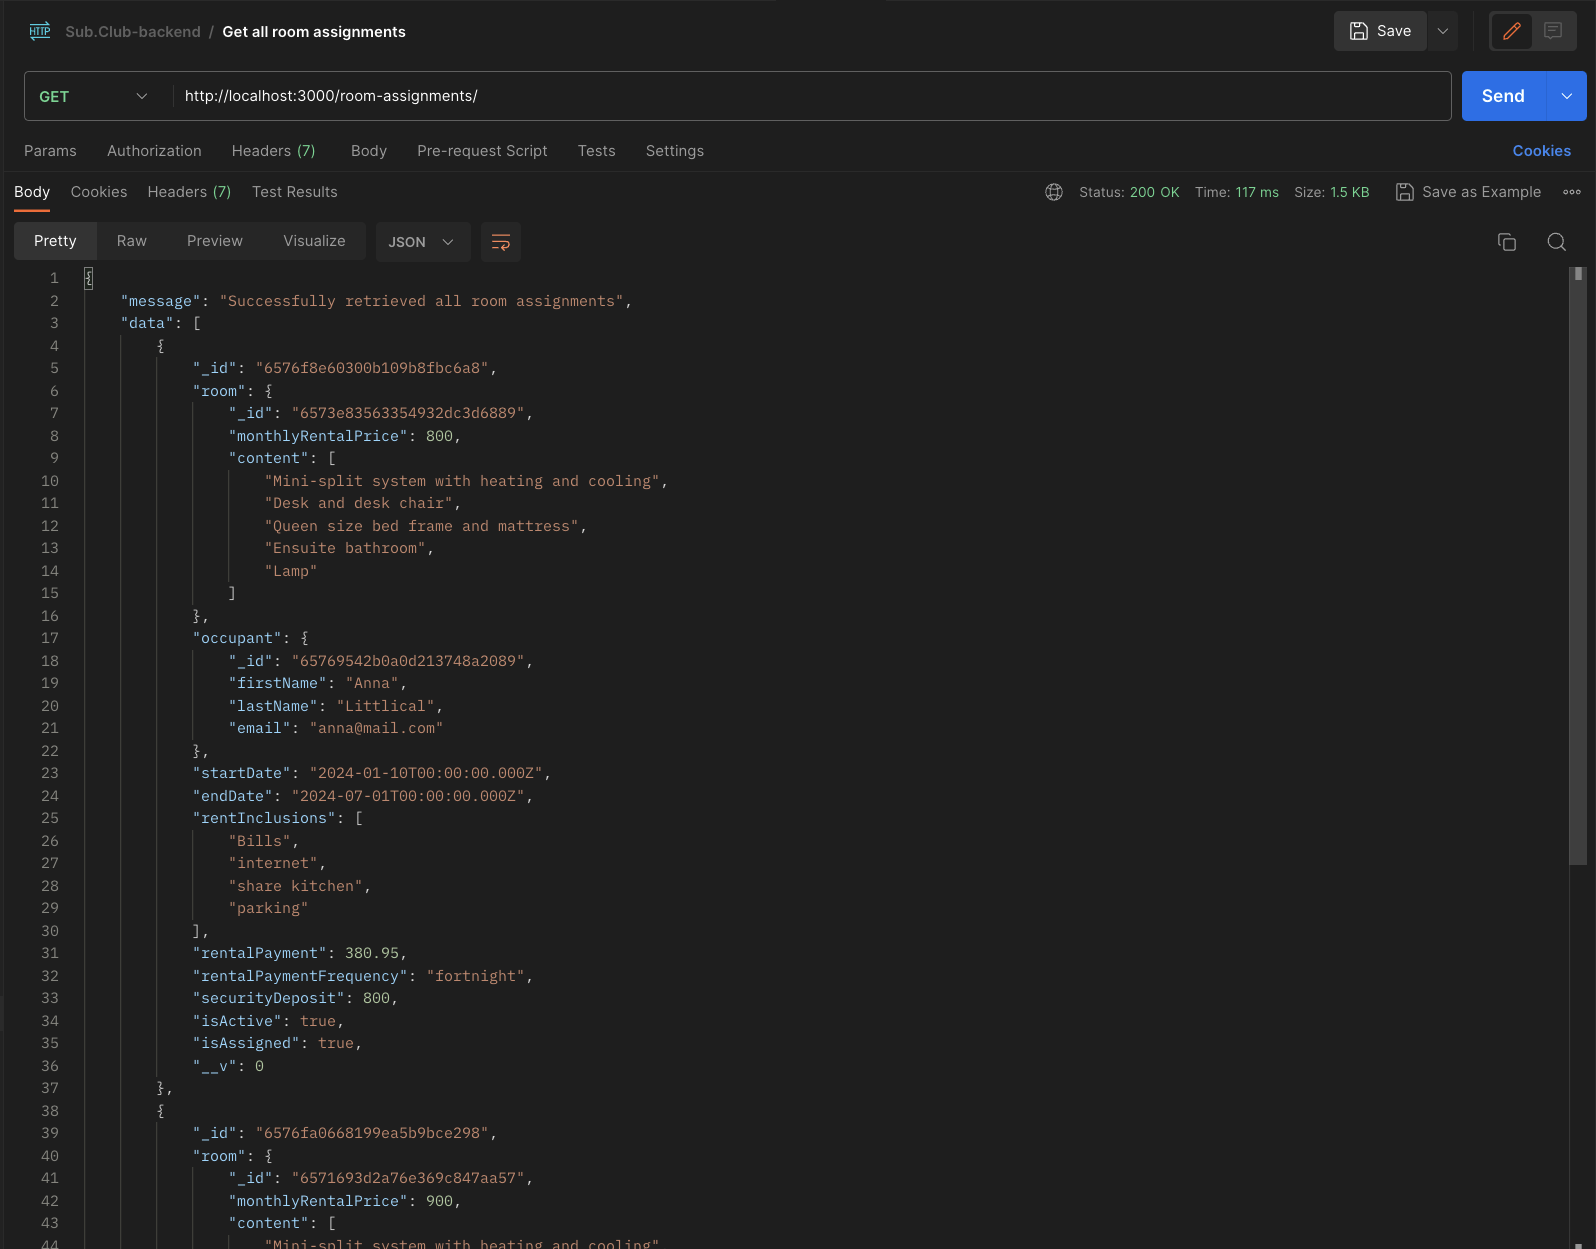 HTTP Sub.Club-backend / Get all room assignments Save
GET http://localhost:3000/room-assignments/ Send
Params Authorization Headers (7) Body Pre-request Script Tests Settings Cookies
Body Cookies Headers (7) Test Results Status: 200 OK Time: 117 ms Size: 1.5 KB Save as Example
Pretty Raw Preview Visualize JSON
1 {
2 "message": "Successfully retrieved all room assignments",
3 "data": [
4 {
5 "_id": "6576f8e60300b109b8fbc6a8",
6 "room": {
7 "_id": "6573e83563354932dc3d6889",
8 "monthlyRentalPrice": 800,
9 "content": [
10 "Mini-split system with heating and cooling",
11 "Desk and desk chair",
12 "Queen size bed frame and mattress",
13 "Ensuite bathroom",
14 "Lamp"
15 ]
16 },
17 "occupant": {
18 "_id": "65769542b0a0d213748a2089",
19 "firstName": "Anna",
20 "lastName": "Littlical",
21 "email": "anna@mail.com"
22 },
23 "startDate": "2024-01-10T00:00:00.000Z",
24 "endDate": "2024-07-01T00:00:00.000Z",
25 "rentInclusions": [
26 "Bills",
27 "internet",
28 "share kitchen",
29 "parking"
30 ],
31 "rentalPayment": 380.95,
32 "rentalPaymentFrequency": "fortnight",
33 "securityDeposit": 800,
34 "isActive": true,
35 "isAssigned": true,
36 "__v": 0
37 },
38 {
39 "_id": "6576fa0668199ea5b9bce298",
40 "room": {
41 "_id": "6571693d2a76e369c847aa57",
42 "monthlyRentalPrice": 900,
43 "content": [
44 "Mini-split system with heating and cooling"